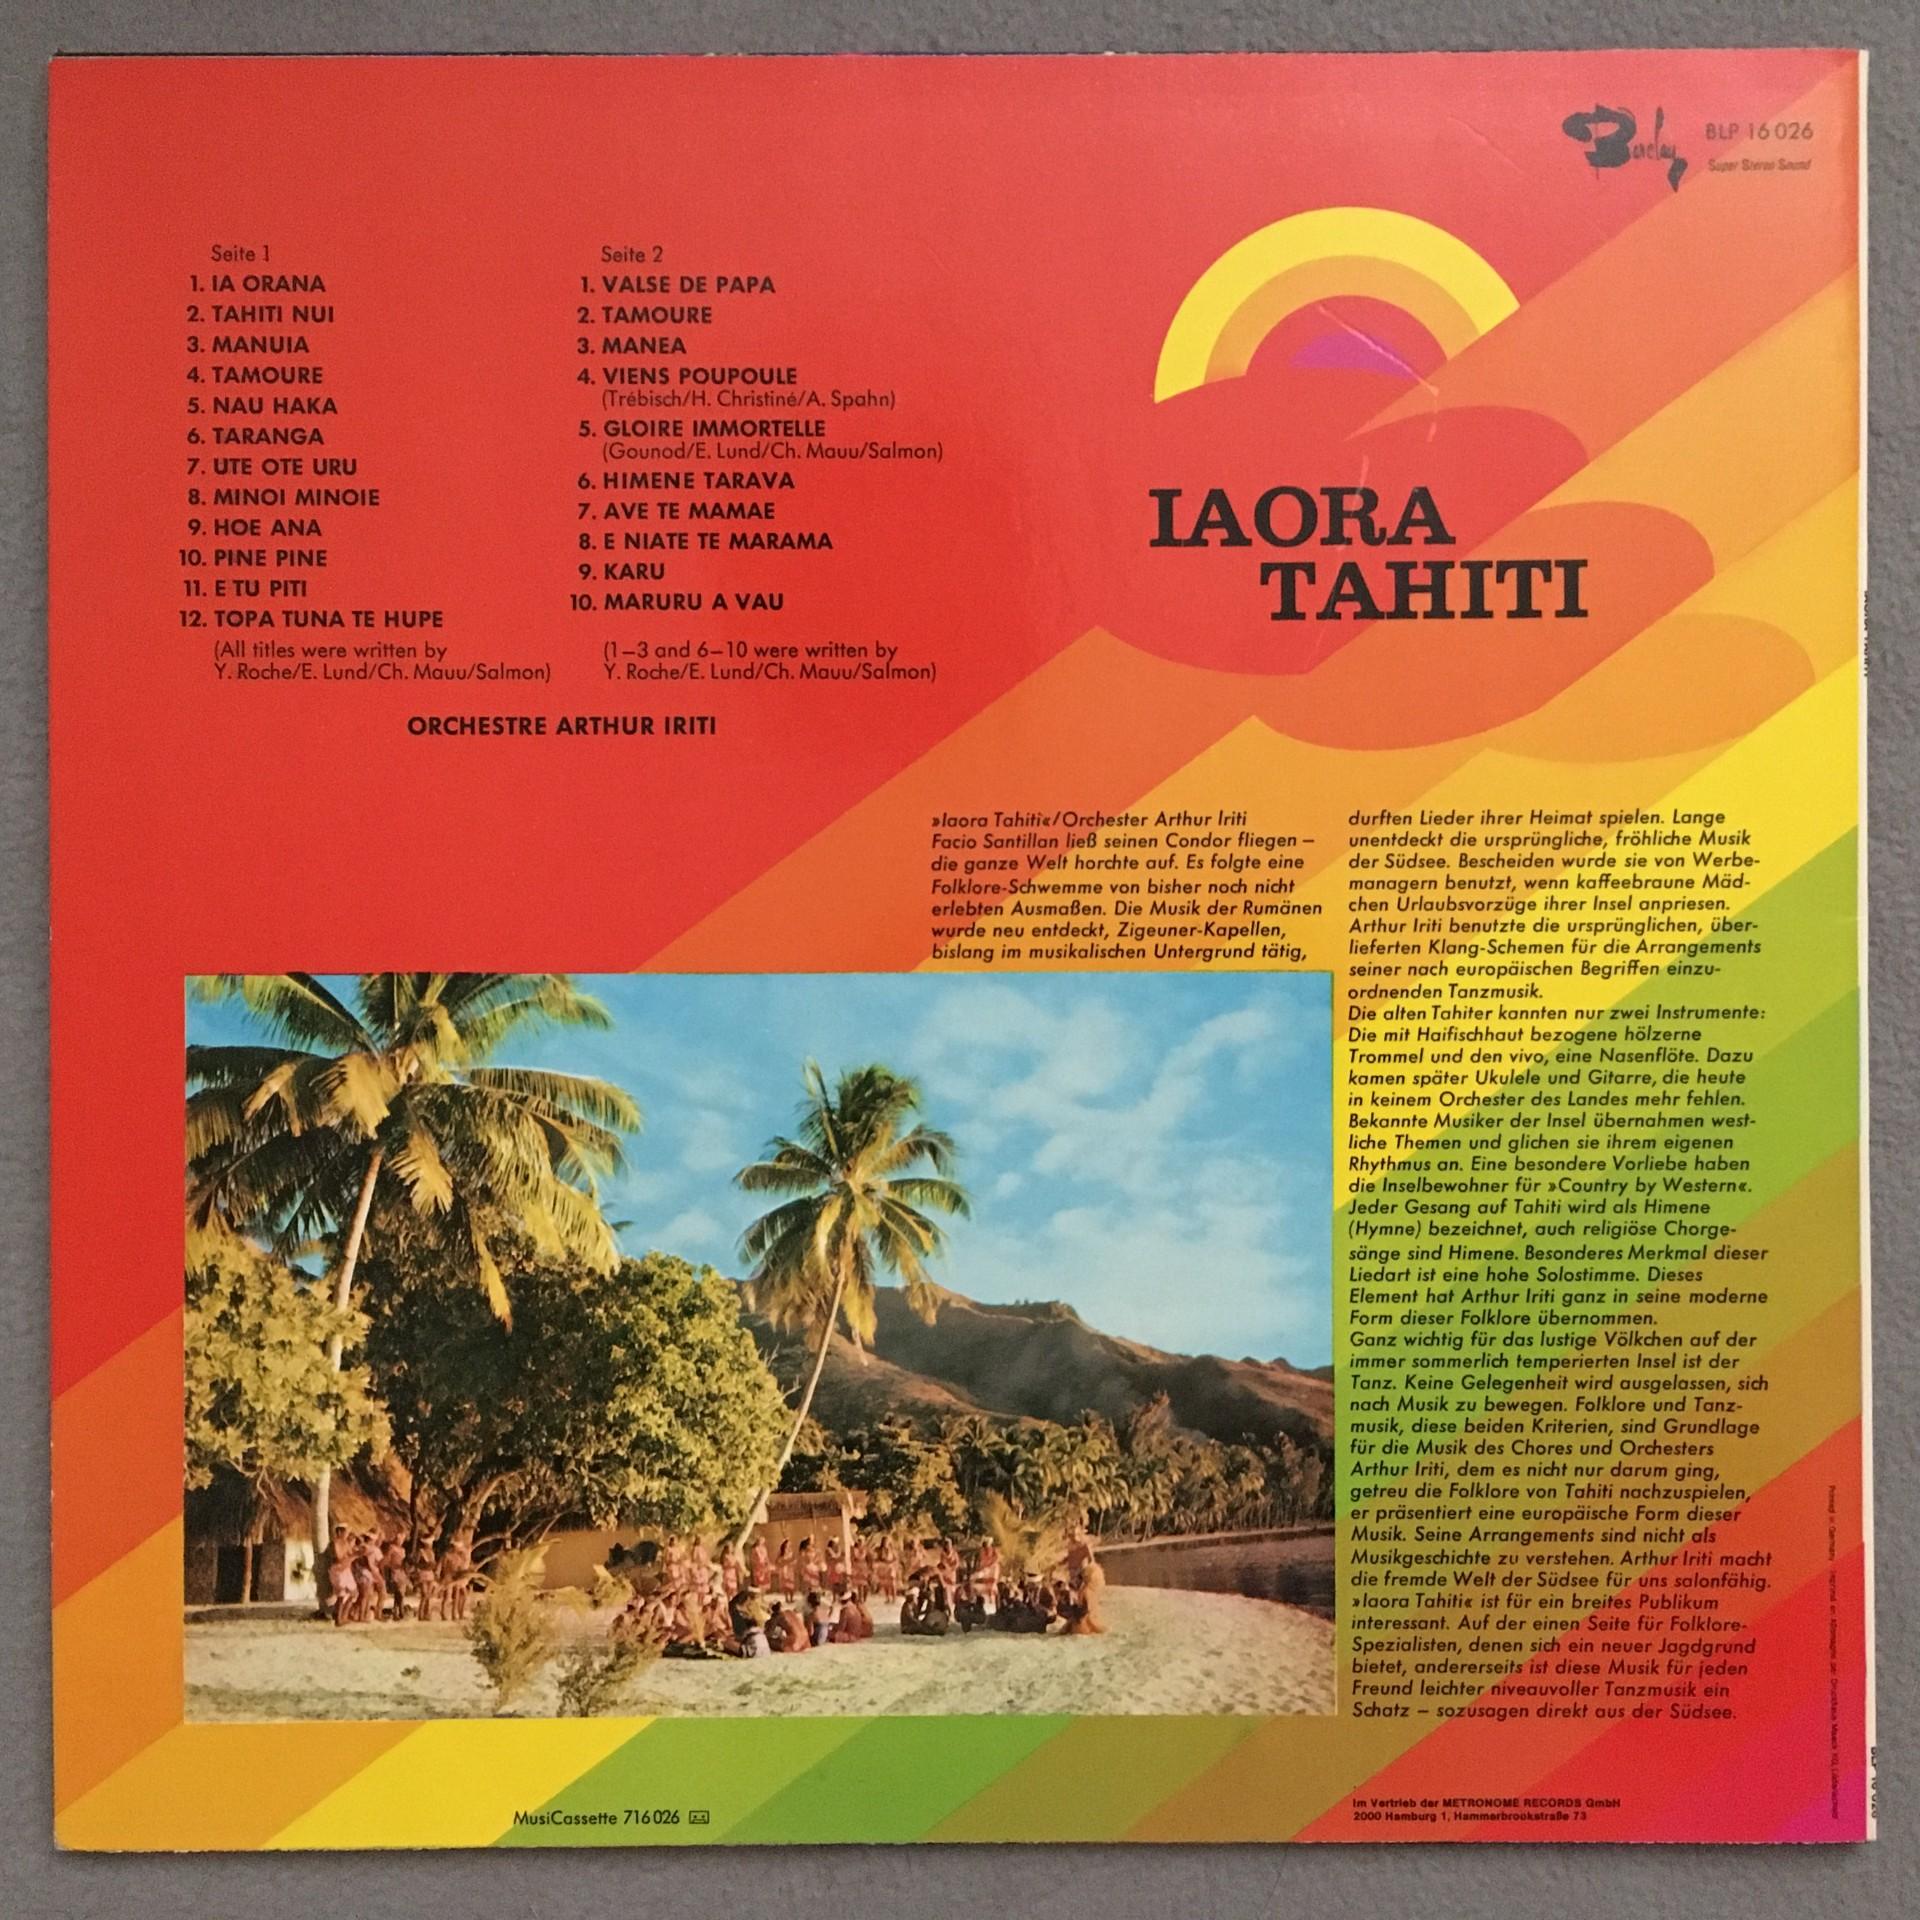 Barclay
BLP 16026
Super Stereo Sound
Seite 1
1. IA ORANA
2. TAHITI NUI
3. MANUIA
4. TAMOURE
5. NAU HAKA
6. TARANGA
7. UTE OTE URU
8. MINOI MINOIE
9. HOE ANA
10. PINE PINE
11. E TU PITI
12. TOPA TUNA TE HUPE
(All titles were written by
Y. Roche/E. Lund/Ch. Mauu/Salmon)
Seite 2
1. VALSE DE PAPA
2. TAMOURE
3. MANEA
4. VIENS POUPOULE
(Trébisch/H. Christiné/A. Spahn)
5. GLOIRE IMMORTELLE
(Gounod/E. Lund/Ch. Mauu/Salmon)
6. HIMENE TARAVA
7. AVE TE MAMAE
8. E NIATE TE MARAMA
9. KARU
10. MARURU A VAU
(1–3 and 6–10 were written by
Y. Roche/E. Lund/Ch. Mauu/Salmon)
ORCHESTRE ARTHUR IRITI
IAORA
TAHITI
»Iaora Tahiti«/Orchester Arthur Iriti
Facio Santillan ließ seinen Condor fliegen –
die ganze Welt horchte auf. Es folgte eine
Folklore-Schwemme von bisher noch nicht
erlebten Ausmaßen. Die Musik der Rumänen
wurde neu entdeckt, Zigeuner-Kapellen,
bislang im musikalischen Untergrund tätig,
durften Lieder ihrer Heimat spielen. Lange
unentdeckt die ursprüngliche, fröhliche Musik
der Südsee. Bescheiden wurde sie von Werbe-
managern benutzt, wenn kaffeebraune Mäd-
chen Urlaubsvorzüge ihrer Insel anpriesen.
Arthur Iriti benutzte die ursprünglichen, über-
lieferten Klang-Schemen für die Arrangements
seiner nach europäischen Begriffen einzu-
ordnenden Tanzmusik.
Die alten Tahiter kannten nur zwei Instrumente:
Die mit Haifischhaut bezogene hölzerne
Trommel und den vivo, eine Nasenflöte. Dazu
kamen später Ukulele und Gitarre, die heute
in keinem Orchester des Landes mehr fehlen.
Bekannte Musiker der Insel übernahmen west-
liche Themen und glichen sie ihrem eigenen
Rhythmus an. Eine besondere Vorliebe haben
die Inselbewohner für »Country by Western«.
Jeder Gesang auf Tahiti wird als Himene
(Hymne) bezeichnet, auch religiöse Chorge-
sänge sind Himene. Besonderes Merkmal dieser
Liedart ist eine hohe Solostimme. Dieses
Element hat Arthur Iriti ganz in seine moderne
Form dieser Folklore übernommen.
Ganz wichtig für das lustige Völkchen auf der
immer sommerlich temperierten Insel ist der
Tanz. Keine Gelegenheit wird ausgelassen, sich
nach Musik zu bewegen. Folklore und Tanz-
musik, diese beiden Kriterien, sind Grundlage
für die Musik des Chores und Orchesters
Arthur Iriti, dem es nicht nur darum ging,
getreu die Folklore von Tahiti nachzuspielen,
er präsentiert eine europäische Form dieser
Musik. Seine Arrangements sind nicht als
Musikgeschichte zu verstehen. Arthur Iriti macht
die fremde Welt der Südsee für uns salonfähig.
»Iaora Tahiti« ist für ein breites Publikum
interessant. Auf der einen Seite für Folklore-
Spezialisten, denen sich ein neuer Jagdgrund
bietet, andererseits ist diese Musik für jeden
Freund leichter niveauvoller Tanzmusik ein
Schatz – sozusagen direkt aus der Südsee.
MusiCassette 716026
Im Vertrieb der METRONOME RECORDS GmbH
2000 Hamburg 1, Hammerbrookstraße 73
Printed in Germany